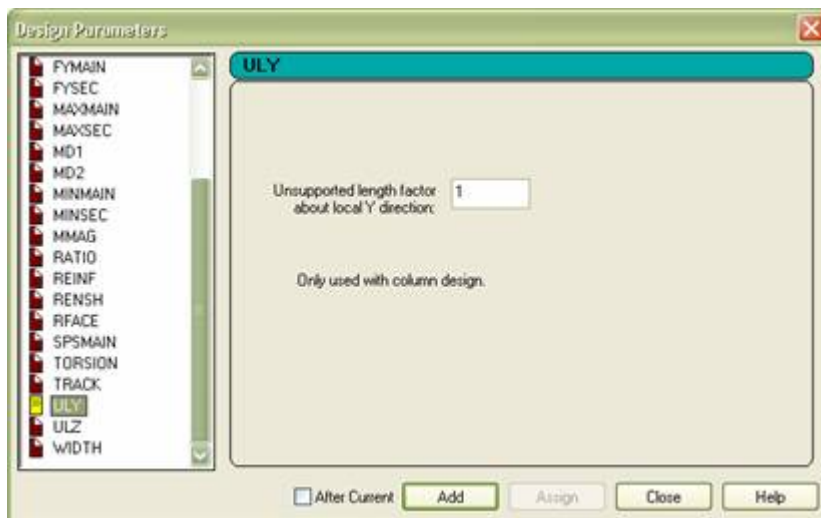 Design Parameters
FYMAIN
FYSEC
MAXMAIN
MAXSEC
MD1
MD2
MINMAIN
MINSEC
MMAG
RATIO
REINF
RENSH
RFACE
SPSMAIN
TORSION
TRACK
ULY
ULZ
WIDTH
ULY
Unsupported length factor 1
about local Y direction:
Only used with column design.
After Current Add Assign Close Help